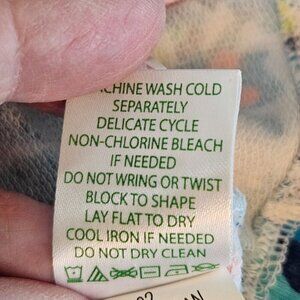 CHINE WASH COLD
SEPARATELY
DELICATE CYCLE
NON-CHLORINE BLEACH
IF NEEDED
DO NOT WRING OR TWIST
BLOCK TO SHAPE
LAY FLAT TO DRY
COOL IRON IF NEEDED
DO NOT DRY CLEAN